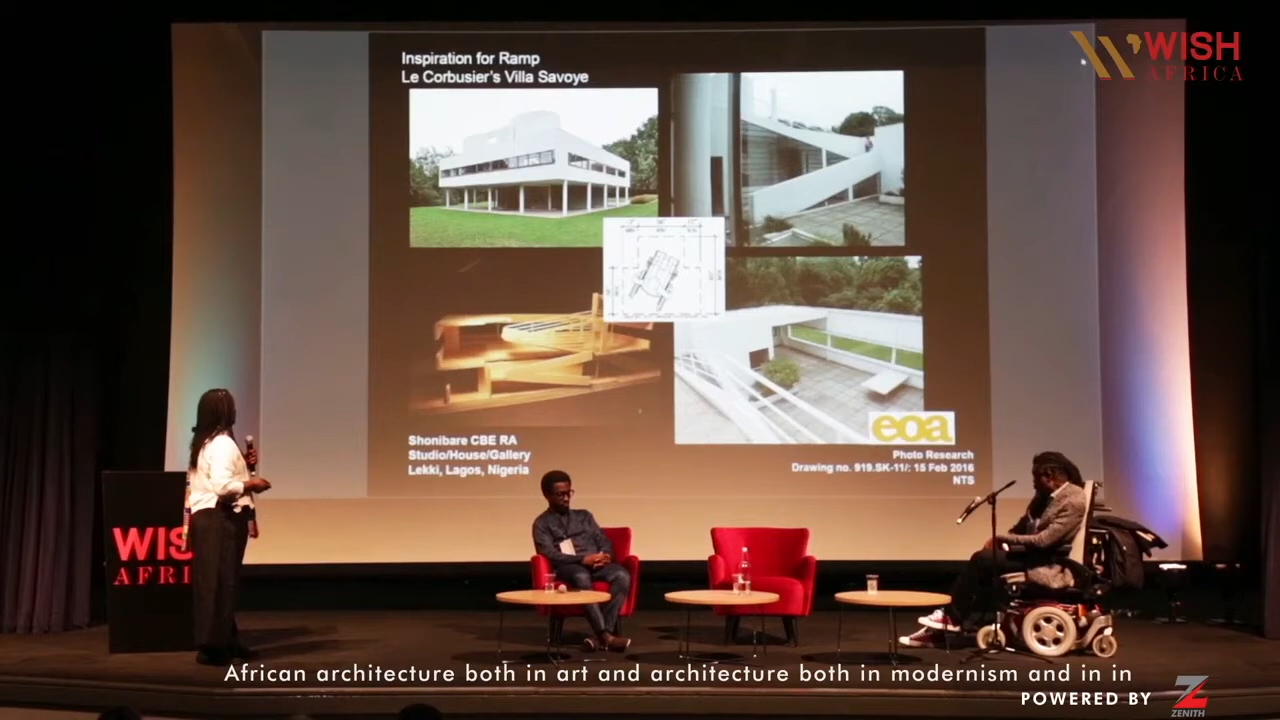 Inspiration for Ramp
Le Corbusier's Villa Savoye
WISH
AFRICA
eoa
Shonibare CBE RA
Studio/House/Gallery
Lekki, Lagos, Nigeria
Photo Research
Drawing no. 919.SK-11/: 15 Feb 2016
NTS
WIS
AFRI
African architecture both in art and architecture both in modernism and in in
POWERED BY
ZENITH